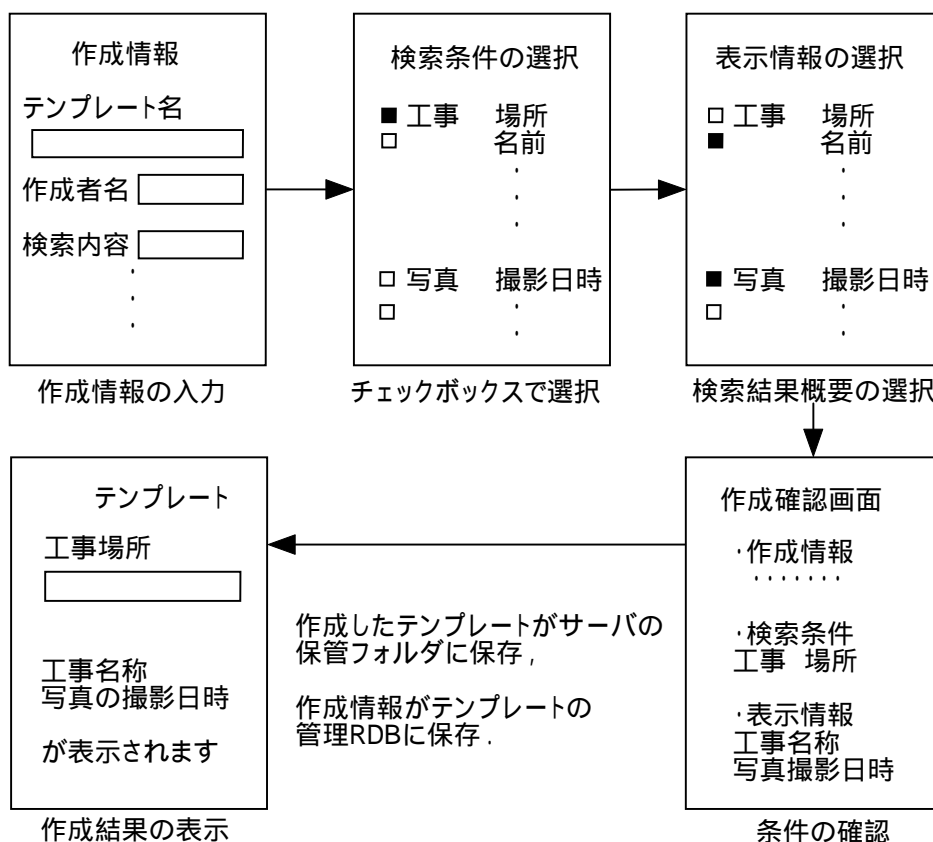 作成情報
テンプレート名
作成者名
検索内容
作成情報の入力
検索条件の選択
■ 工事 場所
□ 名前
□ 写真 撮影日時
□
チェックボックスで選択
表示情報の選択
□ 工事 場所
■ 名前
■ 写真 撮影日時
□
検索結果概要の選択
作成確認画面
・作成情報
・・・・・・・
・検索条件
工事 場所
・表示情報
工事名称
写真撮影日時
条件の確認
作成したテンプレートがサーバの
保管フォルダに保存，
作成情報がテンプレートの
管理RDBに保存．
テンプレート
工事場所
工事名称
写真の撮影日時
が表示されます
作成結果の表示